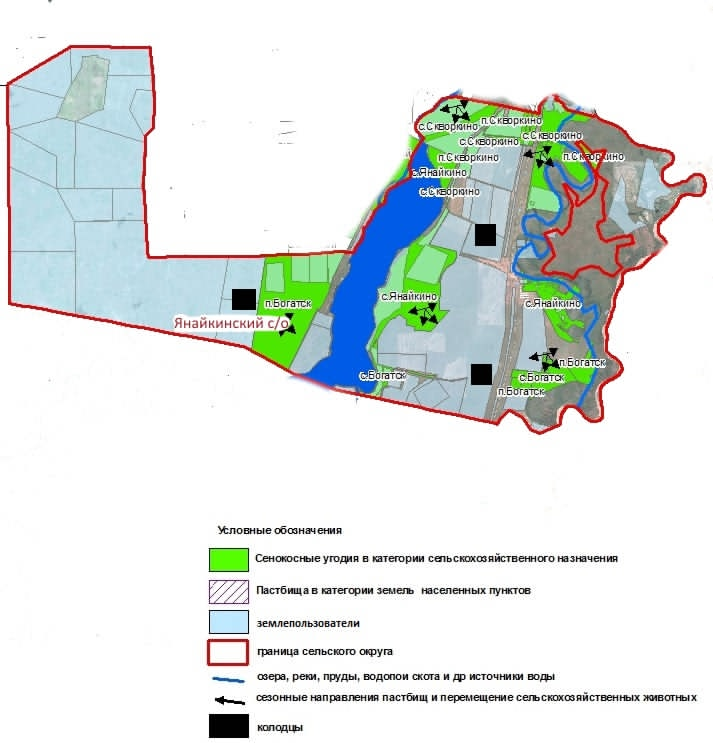 с.Скворкино
п.Скворкино
с.Скворкино
с.Скворкино
п.Скворкино
п.Скворкино
с.Янайкино
с.Скворкино
с.Янайкино
п.Богатск
с.Янайкино
Янайкинский с/о
п.Богатск
с.Богатск
с.Богатск
п.Богатск
Условные обозначения
Сенокосные угодия в категории сельскохозяйственного назначения
Пастбища в категории земель населенных пунктов
землепользователи
граница сельского округа
озера, реки, пруды, водопои скота и др источники воды
сезонные направления пастбищ и перемещение сельскохозяйственных животных
колодцы